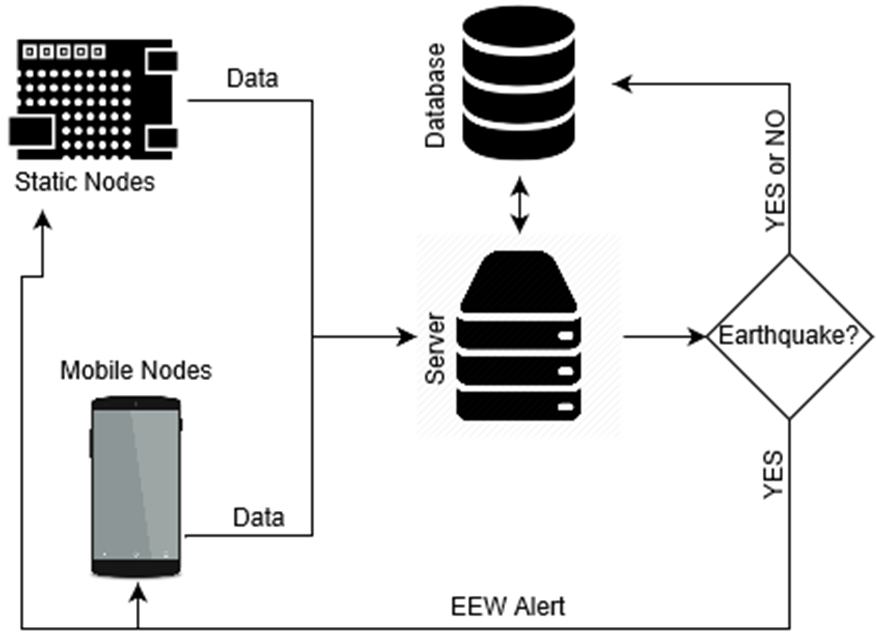 Data
Database
Static Nodes
YES or NO
Server
Earthquake?
Mobile Nodes
Data
YES
EEW Alert